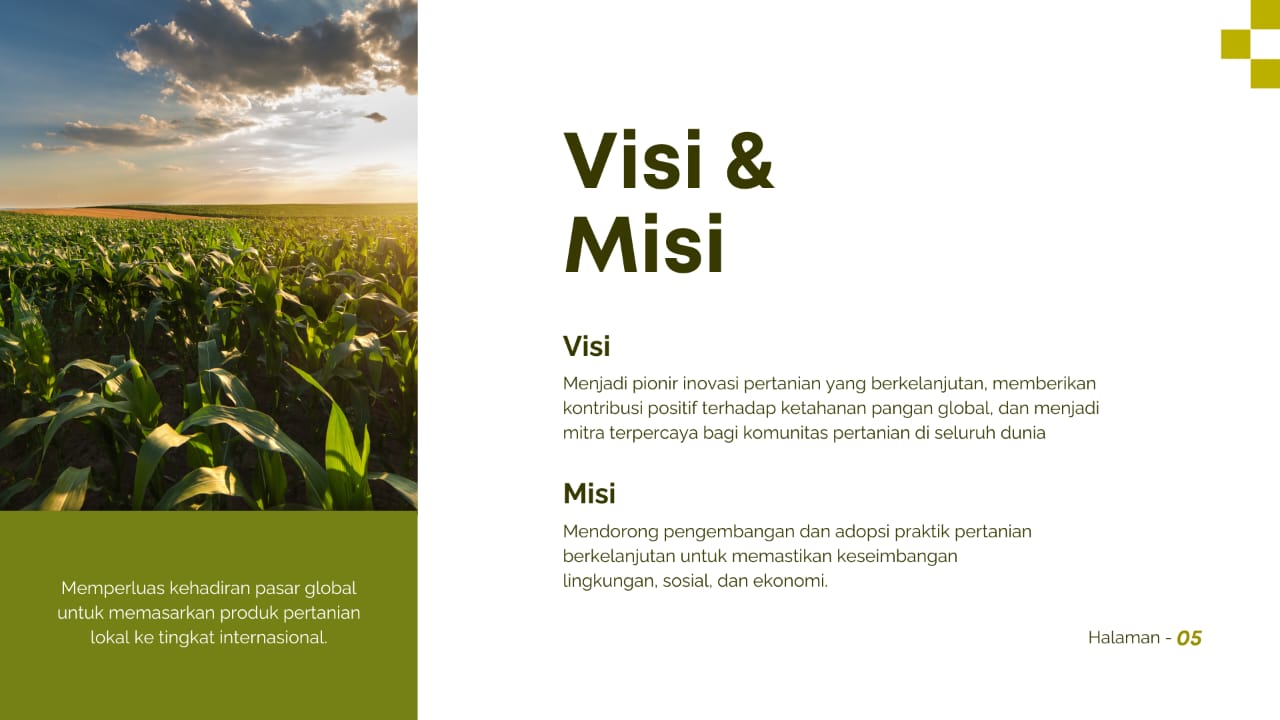 Visi &
Misi
Visi
Menjadi pionir inovasi pertanian yang berkelanjutan, memberikan
kontribusi positif terhadap ketahanan pangan global, dan menjadi
mitra terpercaya bagi komunitas pertanian di seluruh dunia
Misi
Mendorong pengembangan dan adopsi praktik pertanian
berkelanjutan untuk memastikan keseimbangan
lingkungan, sosial, dan ekonomi.
Memperluas kehadiran pasar global
untuk memasarkan produk pertanian
lokal ke tingkat internasional.
Halaman - 05